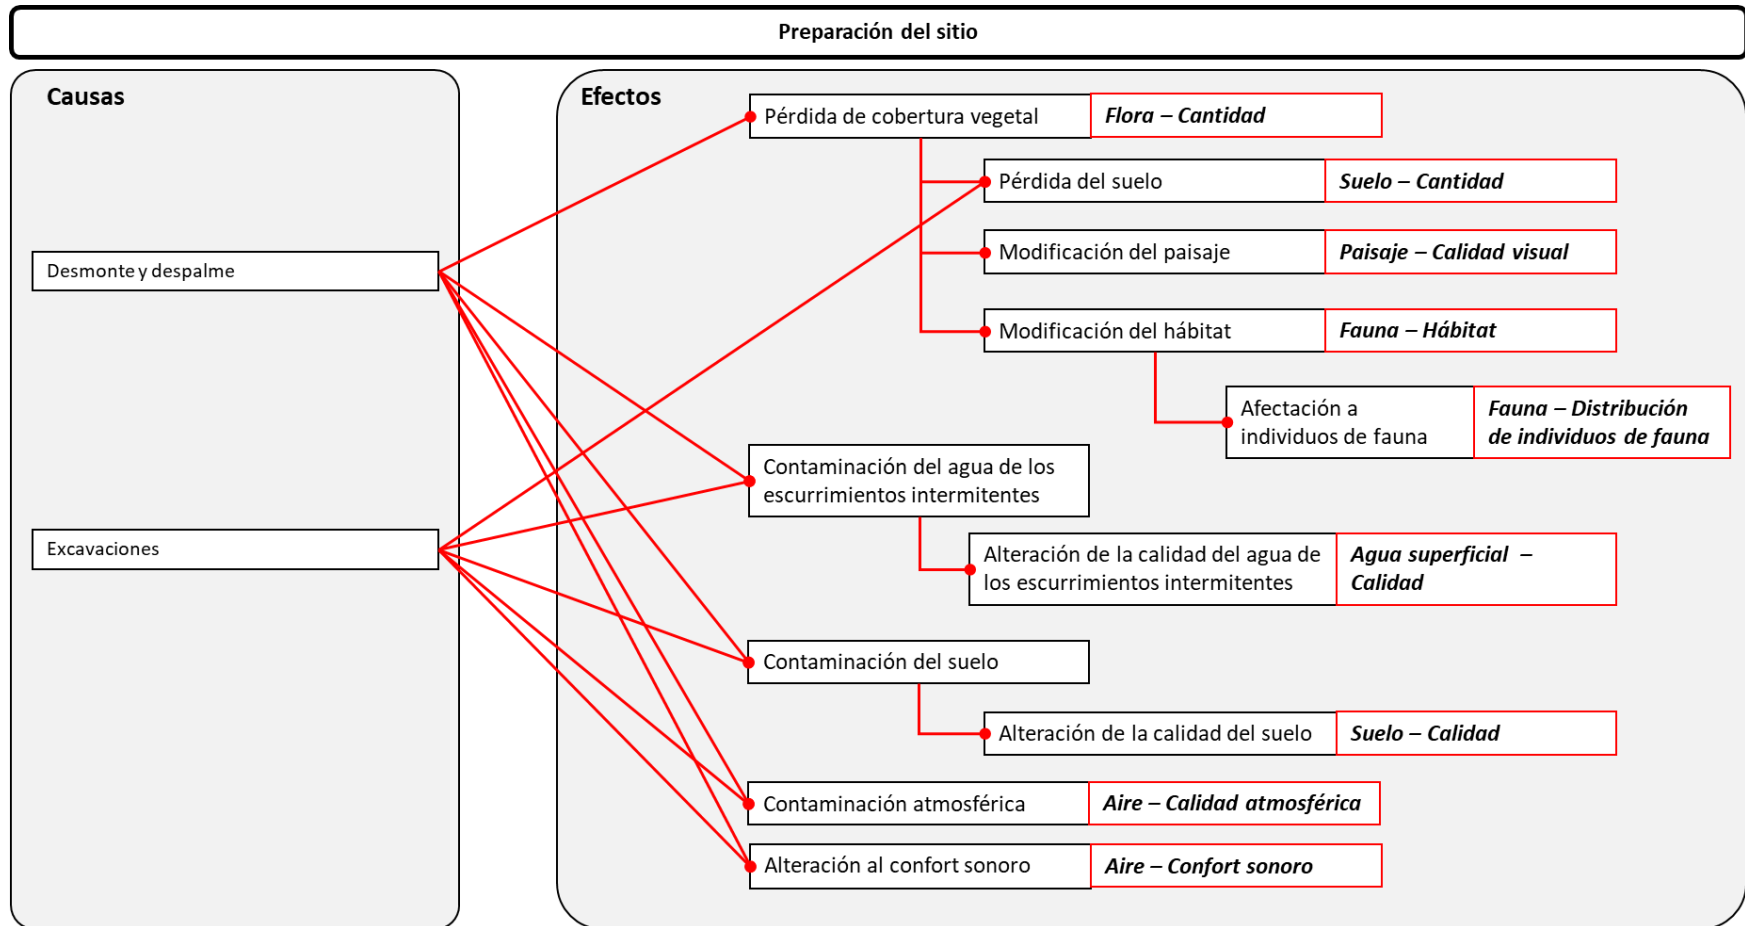 Preparación del sitio
Causas
Efectos
Pérdida de cobertura vegetal
Flora – Cantidad
Pérdida del suelo
Suelo – Cantidad
Desmonte y despalme
Modificación del paisaje
Paisaje – Calidad visual
Modificación del hábitat
Fauna – Hábitat
Afectación a
individuos de fauna
Fauna – Distribución
de individuos de fauna
Contaminación del agua de los
escurrimientos intermitentes
Excavaciones
Alteración de la calidad del agua de
los escurrimientos intermitentes
Agua superficial –
Calidad
Contaminación del suelo
Alteración de la calidad del suelo
Suelo – Calidad
Contaminación atmosférica
Aire – Calidad atmosférica
Alteración al confort sonoro
Aire – Confort sonoro